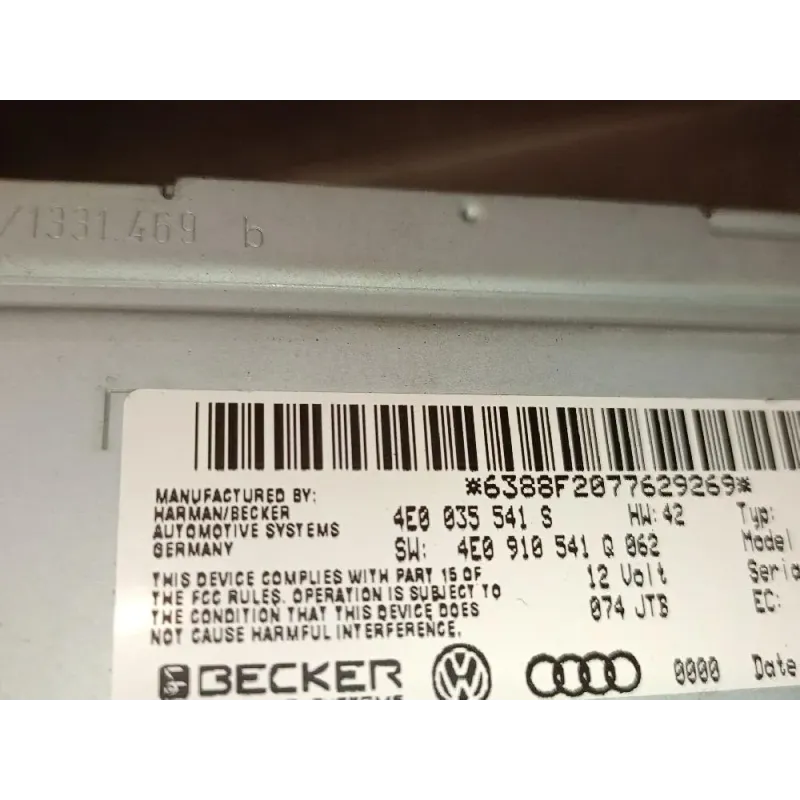 /1331.469 b
*6388F2077629269*
MANUFACTURED BY:
HARMAN/BECKER
AUTOMOTIVE SYSTEMS
GERMANY
4E0 035 541 S HW: 42 Typ:
SW: 4E0 910 541 Q 062 Model
THIS DEVICE COMPLIES WITH PART 15 OF
THE FCC RULES. OPERATION IS SUBJECT TO
THE CONDITION THAT THIS DEVICE DOES
NOT CAUSE HARMFUL INTERFERENCE.
12 Volt Seria
074 JTB EC:
BECKER 0000 Date